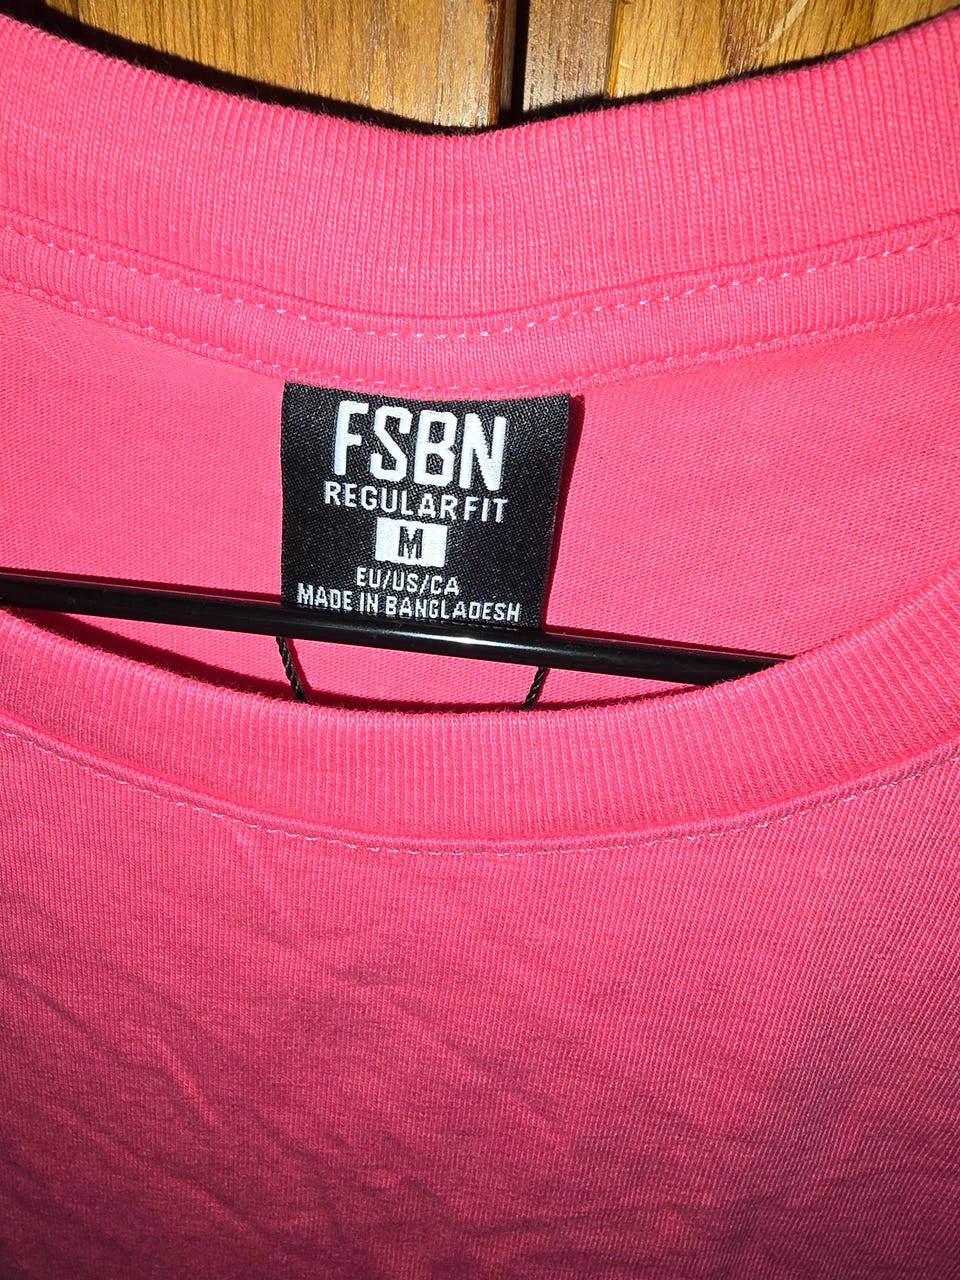 FSBN
REGULAR FIT
M
EU/US/CA
MADE IN BANGLADESH